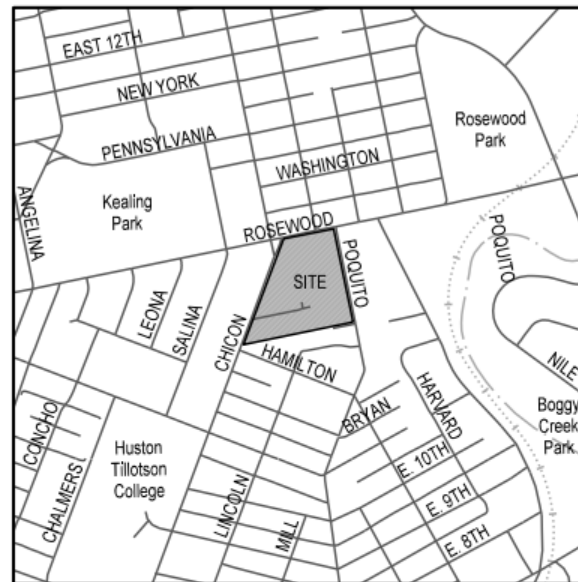 EAST 12TH
NEW YORK
PENNSYLVANIA
WASHINGTON
Rosewood
Park
ANGELINA
Kealing
Park
ROSEWOOD
POQUITO
POQUITO
SITE
LEONA
SALINA
CHICON
HAMILTON
NILE
BRYAN
HARVARD
Boggy
Creek
Park
CONCHO
CHALMERS
Huston
Tillotson
College
LINCOLN
MILL
E. 10TH
E. 9TH
E. 8TH